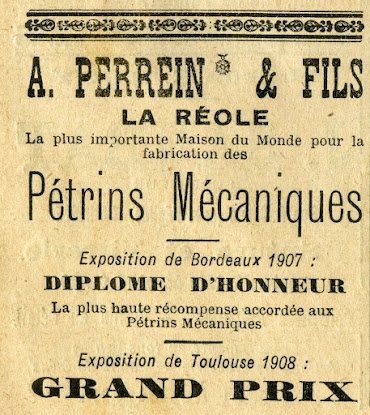 A. PERREIN & FILS
LA RÉOLE
La plus importante Maison du Monde pour la
fabrication des
Pétrins Mécaniques
Exposition de Bordeaux 1907 :
DIPLOME D'HONNEUR
La plus haute récompense accordée aux
Pétrins Mécaniques
Exposition de Toulouse 1908 :
GRAND PRIX